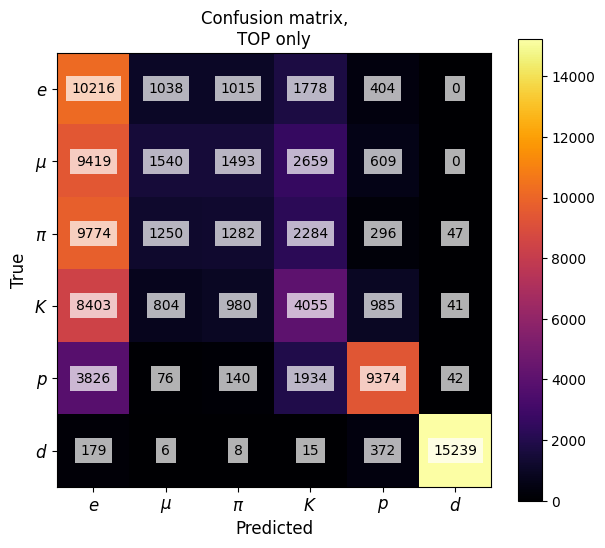 Confusion matrix,
TOP only
e 10216 1038 1015 1778 404 0
μ 9419 1540 1493 2659 609 0
π 9774 1250 1282 2284 296 47
K 8403 804 980 4055 985 41
p 3826 76 140 1934 9374 42
d 179 6 8 15 372 15239
e μ π K p d
Predicted
True
14000
12000
10000
8000
6000
4000
2000
0